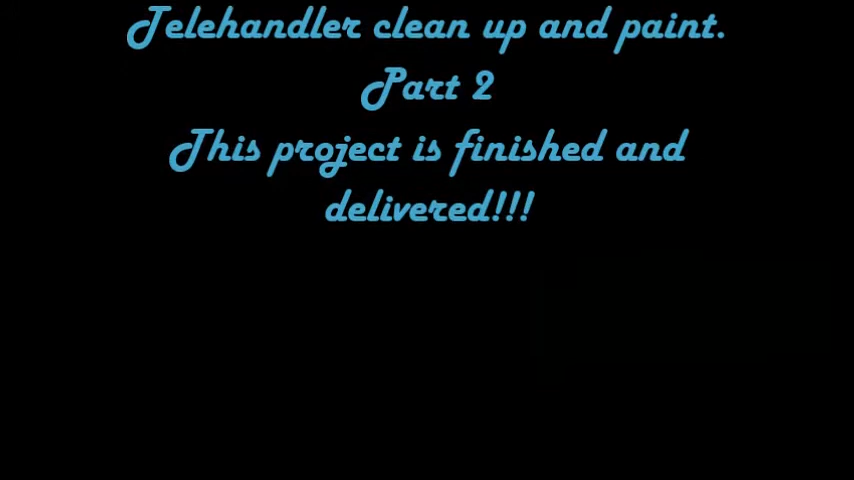 Telehandler clean up and paint.
Part 2
This project is finished and
delivered!!!